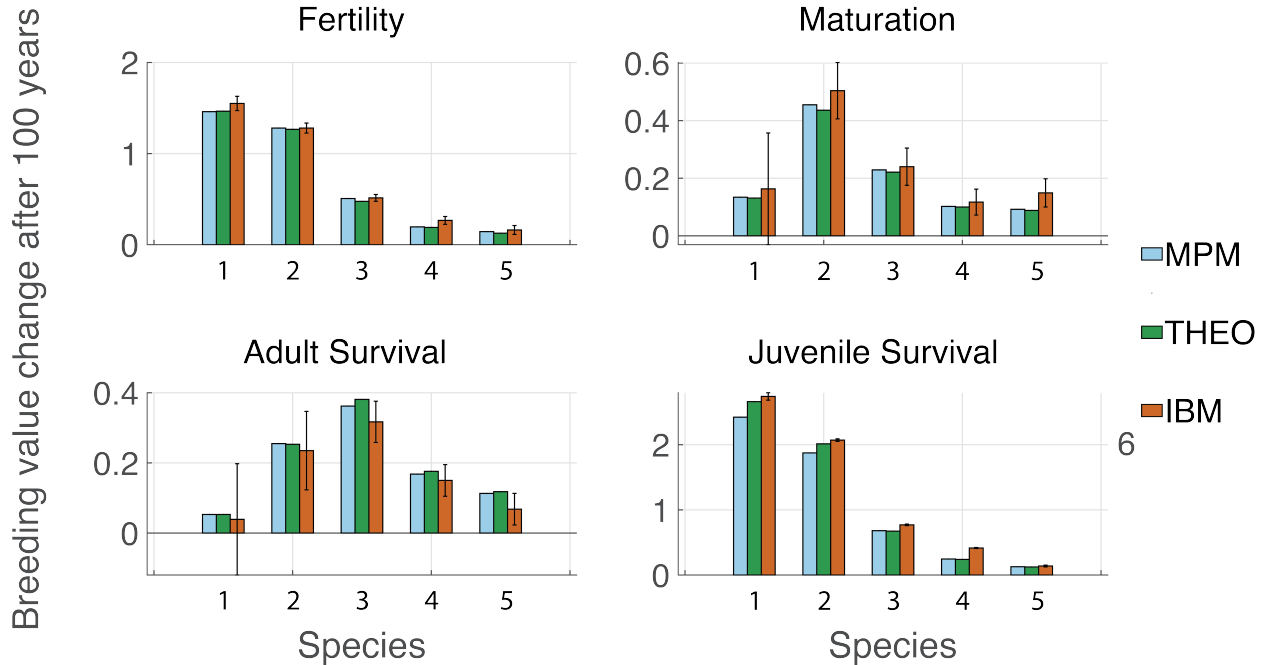 Breeding value change after 100 years
Fertility
2
1
0
1 2 3 4 5
Maturation
0.6
0.4
0.2
0
1 2 3 4 5
MPM
THEO
IBM
Adult Survival
0.4
0.2
0
1 2 3 4 5
Species
Juvenile Survival
2
1
0
6
1 2 3 4 5
Species